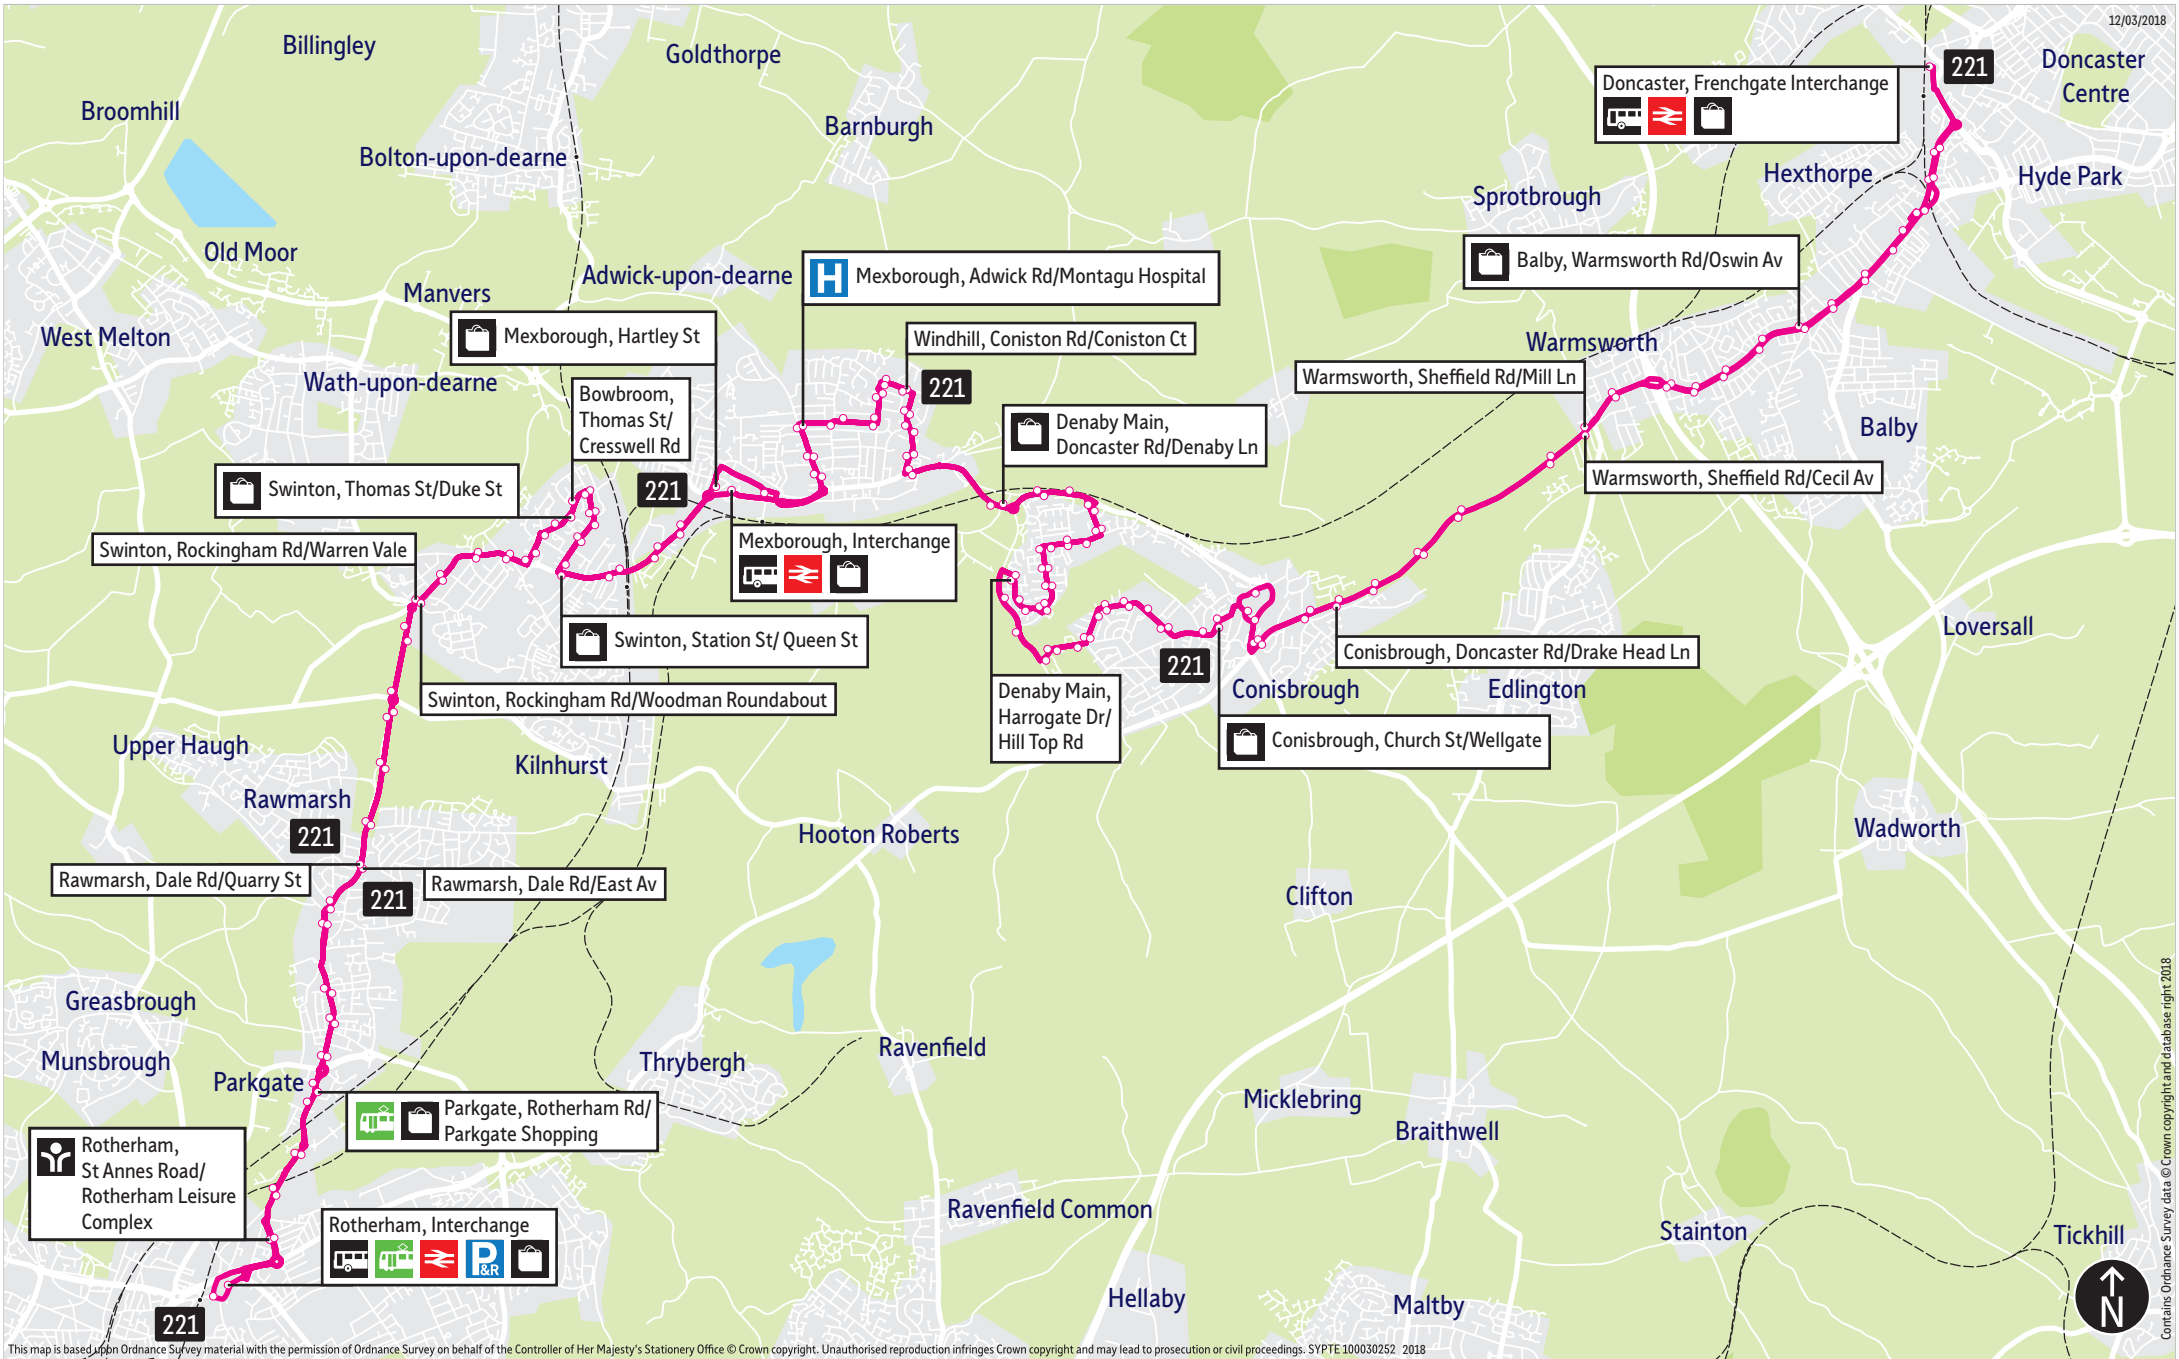 12/03/2018
Billingley
Goldthorpe
Doncaster
Centre
221
Doncaster, Frenchgate Interchange
Broomhill
Barnburgh
Bolton-upon-dearne
Hexthorpe
Hyde Park
Sprotbrough
Old Moor
Balby, Warmsworth Rd/Oswin Av
Adwick-upon-dearne
H
Mexborough, Adwick Rd/Montagu Hospital
Manvers
West Melton
Mexborough, Hartley St
Windhill, Coniston Rd/Coniston Ct
Warmsworth
Wath-upon-dearne
Warmsworth, Sheffield Rd/Mill Ln
221
Bowbroom,
Thomas St/
Cresswell Rd
Denaby Main,
Doncaster Rd/Denaby Ln
Balby
Swinton, Thomas St/Duke St
221
Warmsworth, Sheffield Rd/Cecil Av
Swinton, Rockingham Rd/Warren Vale
Mexborough, Interchange
Swinton, Station St/ Queen St
Loversall
Conisbrough, Doncaster Rd/Drake Head Ln
221
Conisbrough
Edlington
Swinton, Rockingham Rd/Woodman Roundabout
Denaby Main,
Harrogate Dr/
Hill Top Rd
Conisbrough, Church St/Wellgate
Upper Haugh
Kilnhurst
Rawmarsh
221
Hooton Roberts
Wadworth
Rawmarsh, Dale Rd/Quarry St
Rawmarsh, Dale Rd/East Av
221
Clifton
Greasbrough
Munsbrough
Ravenfield
Thrybergh
Parkgate
Micklebring
Parkgate, Rotherham Rd/
Parkgate Shopping
Braithwell
Rotherham,
St Annes Road/
Rotherham Leisure
Complex
Ravenfield Common
Rotherham, Interchange
P
&R
Stainton
Tickhill
Hellaby
Maltby
N
221
Contains Ordnance Survey data © Crown copyright and database right 2018
This map is based upon Ordnance Survey material with the permission of Ordnance Survey on behalf of the Controller of Her Majesty's Stationery Office © Crown copyright. Unauthorised reproduction infringes Crown copyright and may lead to prosecution or civil proceedings. SYPTE 100030252 2018